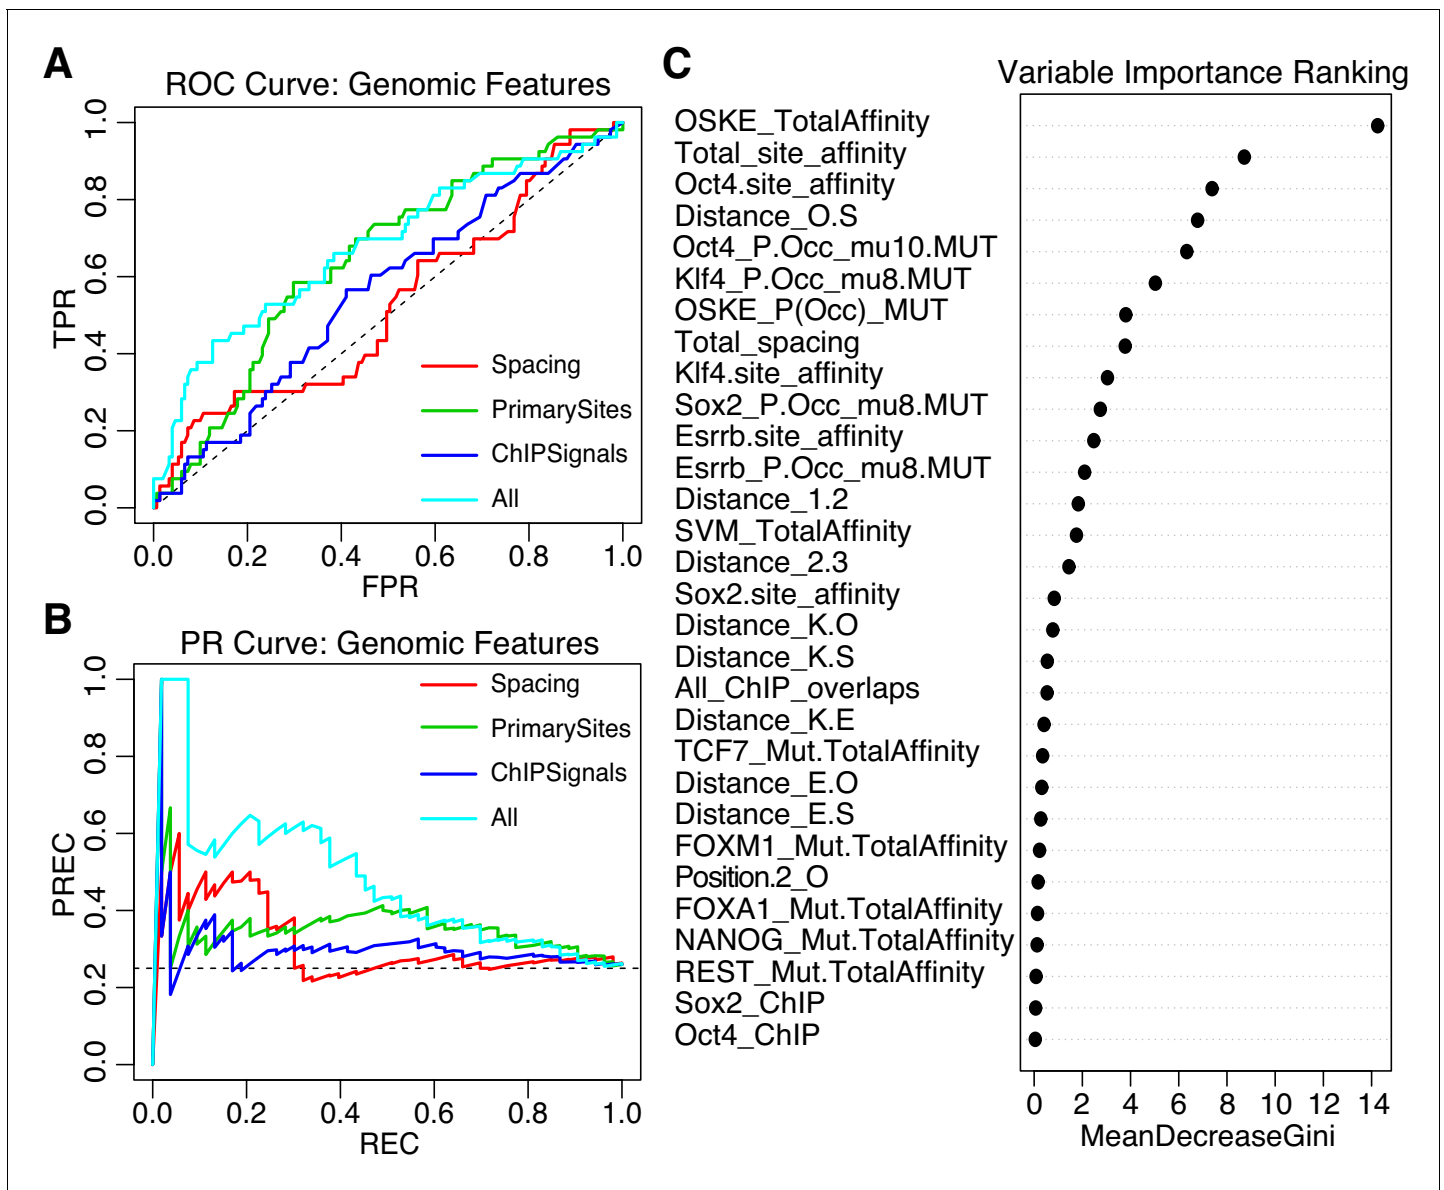 A
ROC Curve: Genomic Features
TPR
1.0
0.8
0.6
0.4
0.2
0.0
Spacing
PrimarySites
ChIPSignals
All
0.0 0.2 0.4 0.6 0.8 1.0
FPR
B
PR Curve: Genomic Features
PREC
1.0
0.8
0.6
0.4
0.2
0.0
Spacing
PrimarySites
ChIPSignals
All
0.0 0.2 0.4 0.6 0.8 1.0
REC
C
Variable Importance Ranking
OSKE_TotalAffinity
Total_site_affinity
Oct4.site_affinity
Distance_O.S
Oct4_P.Occ_mu10.MUT
Klf4_P.Occ_mu8.MUT
OSKE_P(Occ)_MUT
Total_spacing
Klf4.site_affinity
Sox2_P.Occ_mu8.MUT
Esrrb.site_affinity
Esrrb_P.Occ_mu8.MUT
Distance_1.2
SVM_TotalAffinity
Distance_2.3
Sox2.site_affinity
Distance_K.O
Distance_K.S
All_ChIP_overlaps
Distance_K.E
TCF7_Mut.TotalAffinity
Distance_E.O
Distance_E.S
FOXM1_Mut.TotalAffinity
Position.2_O
FOXA1_Mut.TotalAffinity
NANOG_Mut.TotalAffinity
REST_Mut.TotalAffinity
Sox2_ChIP
Oct4_ChIP
0 2 4 6 8 10 12 14
MeanDecreaseGini